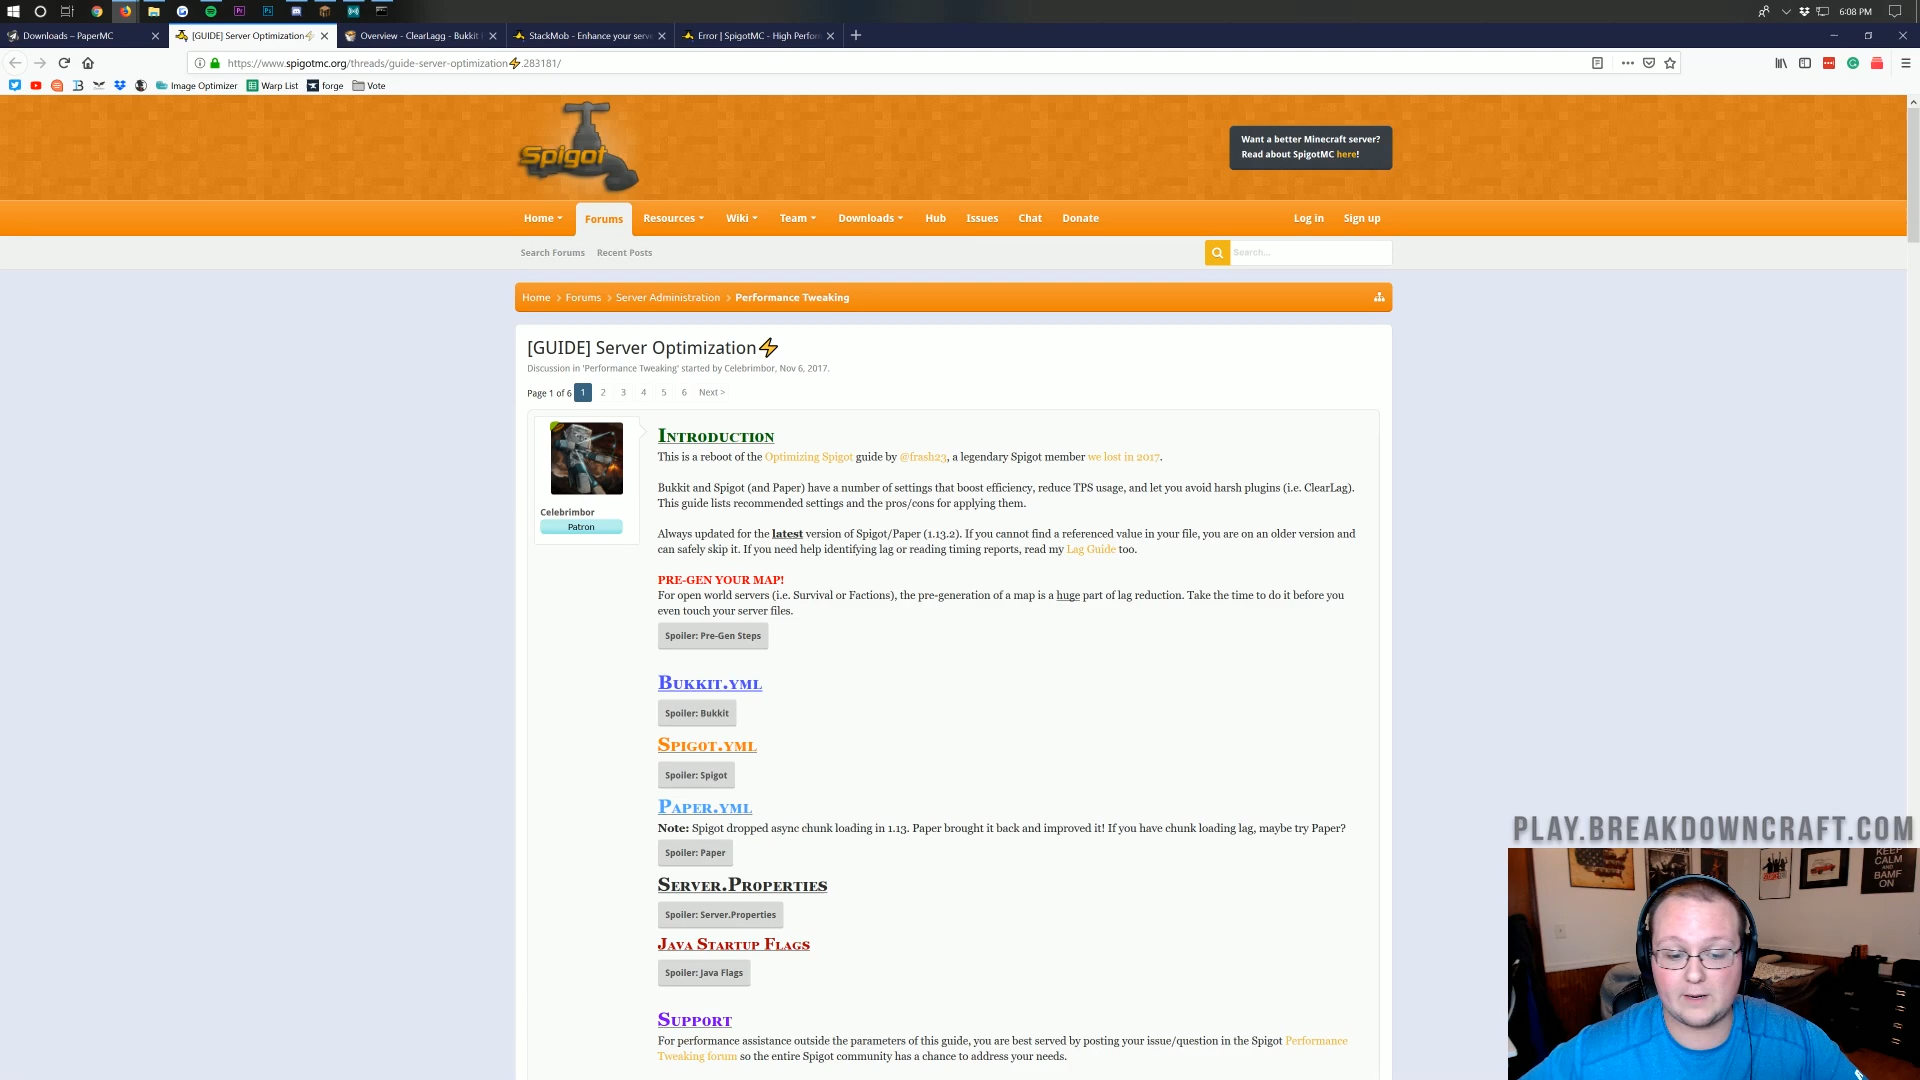 6:08 PM
Downloads – PaperMC
[GUIDE] Server Optimization⚡
Overview - ClearLagg - Bukkit
StackMob - Enhance your serve
Error | SpigotMC - High Perform
https://www.spigotmc.org/threads/guide-server-optimization⚡.283181/
Image Optimizer
Warp List
forge
Vote
Spigot
Want a better Minecraft server?
Read about SpigotMC here!
Home
Forums
Resources
Wiki
Team
Downloads
Hub
Issues
Chat
Donate
Log in
Sign up
Search Forums
Recent Posts
Search...
Home
Forums
Server Administration
Performance Tweaking
[GUIDE] Server Optimization⚡
Discussion in 'Performance Tweaking' started by Celebrimbor, Nov 6, 2017.
Page 1 of 6 1 2 3 4 5 6 Next >
Celebrimbor
Patron
Introduction
This is a reboot of the Optimizing Spigot guide by @frash23, a legendary Spigot member we lost in 2017.
Bukkit and Spigot (and Paper) have a number of settings that boost efficiency, reduce TPS usage, and let you avoid harsh plugins (i.e. ClearLag).
This guide lists recommended settings and the pros/cons for applying them.
Always updated for the latest version of Spigot/Paper (1.13.2). If you cannot find a referenced value in your file, you are on an older version and
can safely skip it. If you need help identifying lag or reading timing reports, read my Lag Guide too.
PRE-GEN YOUR MAP!
For open world servers (i.e. Survival or Factions), the pre-generation of a map is a huge part of lag reduction. Take the time to do it before you
even touch your server files.
Spoiler: Pre-Gen Steps
Bukkit.yml
Spoiler: Bukkit
Spigot.yml
Spoiler: Spigot
Paper.yml
Note: Spigot dropped async chunk loading in 1.13. Paper brought it back and improved it! If you have chunk loading lag, maybe try Paper?
Spoiler: Paper
Server.Properties
Spoiler: Server.Properties
Java Startup Flags
Spoiler: Java Flags
Support
For performance assistance outside the parameters of this guide, you are best served by posting your issue/question in the Spigot Performance
Tweaking forum so the entire Spigot community has a chance to address your needs.
PLAY.BREAKDOWNCRAFT.COM
KEEP
CALM
AND
BAMF
ON